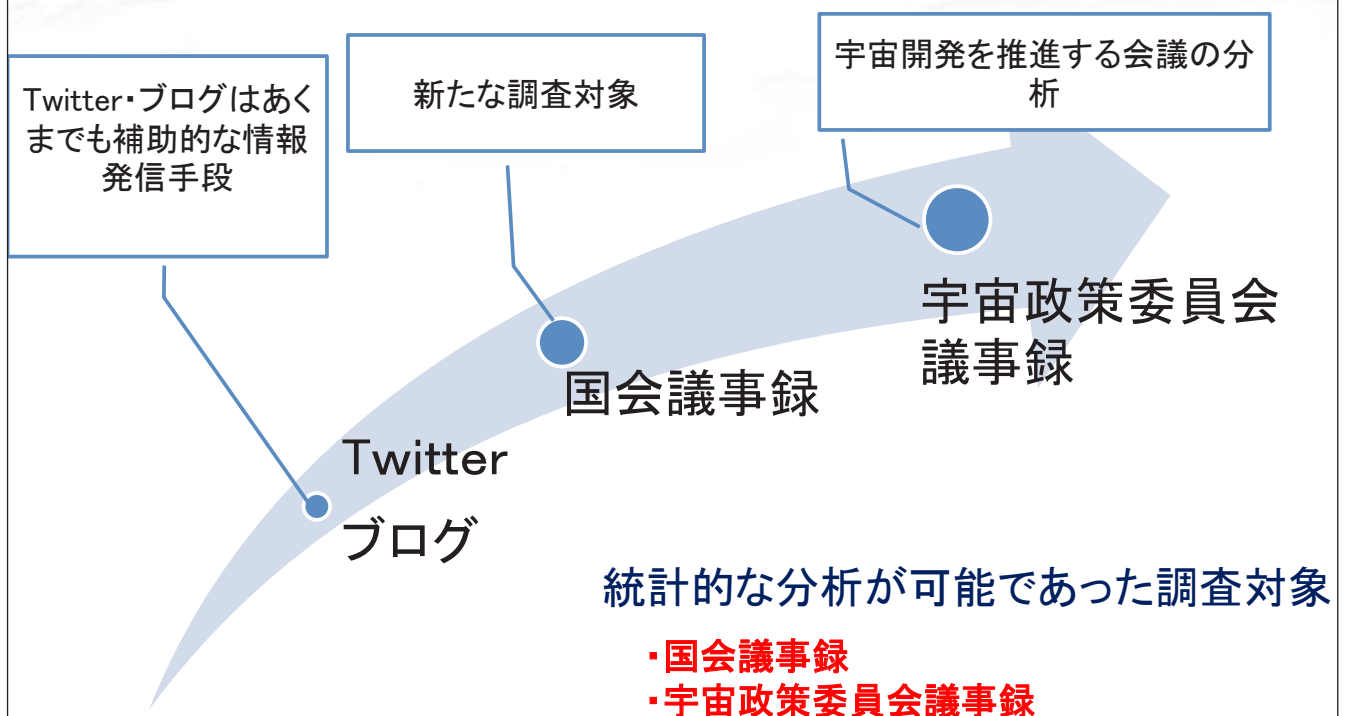 Twitter・ブログはあく
までも補助的な情報
発信手段
新たな調査対象
宇宙開発を推進する会議の分
析
宇宙政策委員会
議事録
国会議事録
Twitter
ブログ
統計的な分析が可能であった調査対象
・国会議事録
・宇宙政策委員会議事録